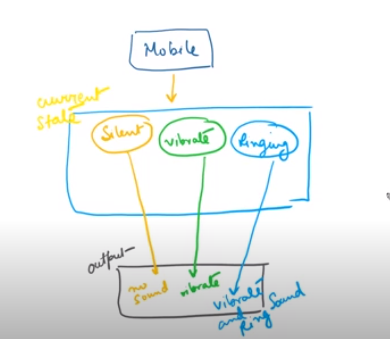 Mobile
current
state
Silent
vibrate
Ringing
output
no
sound
vibrate
vibrate
and
Ring Sound